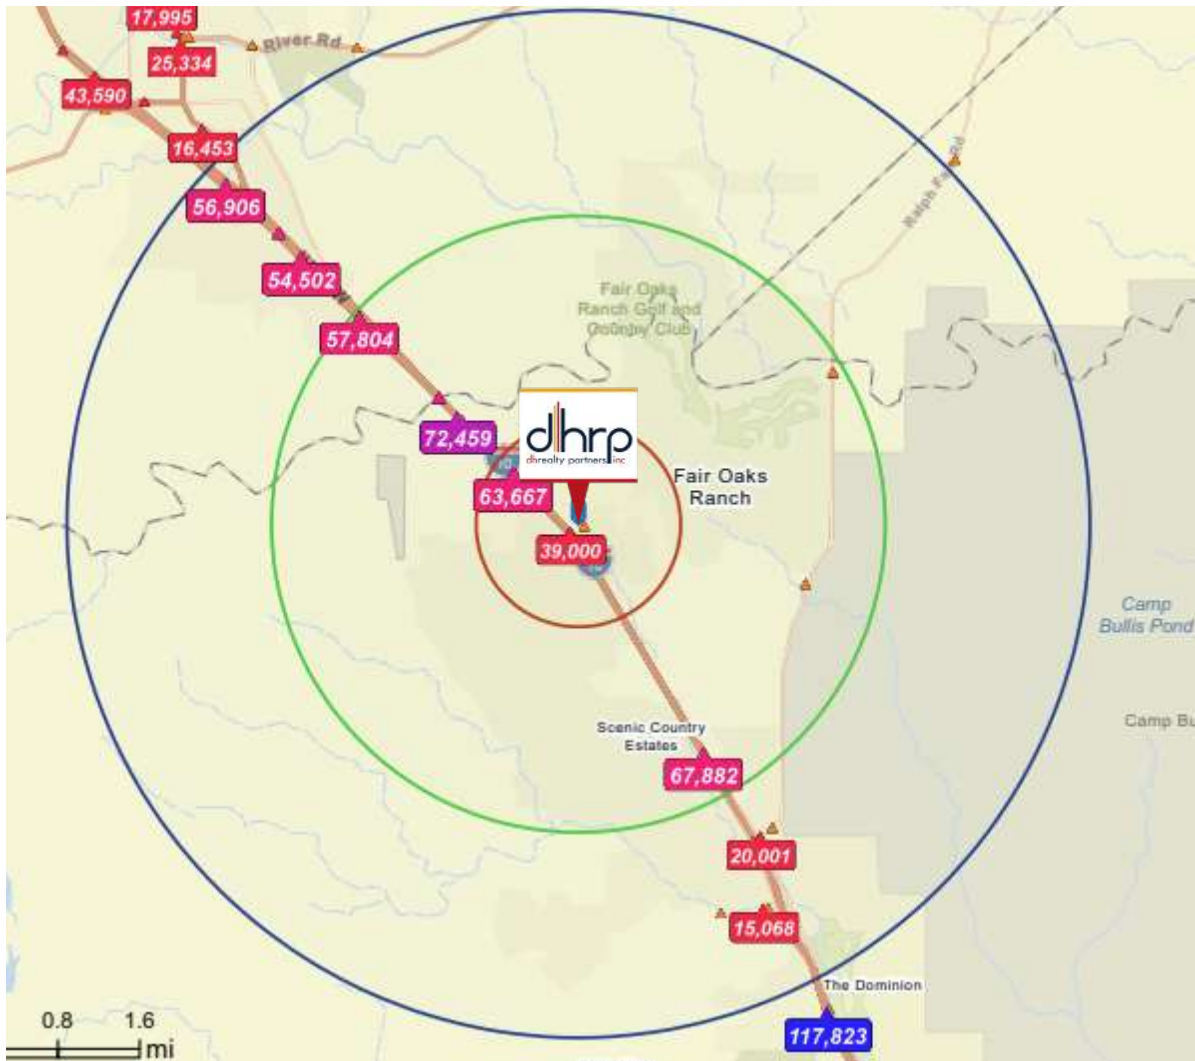 17,995
River Rd
25,334
43,590
16,453
56,906
54,502
57,804
Fair Oaks
Ranch Golf and
Country Club
72,459
dhrp
dhrealty partners, inc
63,667
Fair Oaks
Ranch
39,000
Camp
Bullis Pond
Scenic Country
Estates
Camp Bu
67,882
20,001
15,068
The Dominion
0.8 1.6
mi
117,823